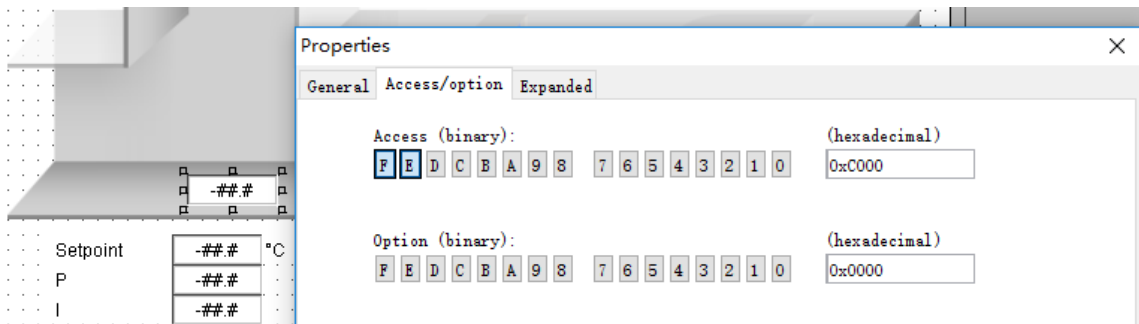 Properties
General Access/option Expanded
Access (binary): (hexadecimal)
F E D C B A 9 8 7 6 5 4 3 2 1 0 0xC000
-##.#
Option (binary): (hexadecimal)
F E D C B A 9 8 7 6 5 4 3 2 1 0 0x0000
Setpoint -##.# °C
P -##.#
I -##.#